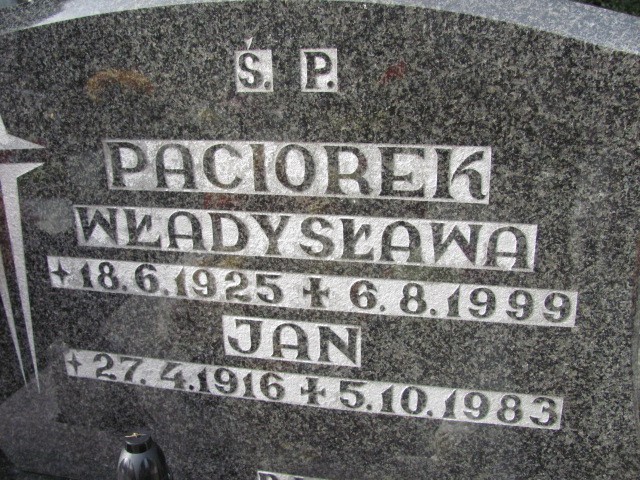 Ś. P.
PACIOREK
WŁADYSŁAWA
18.6.1925 ✝ 6.8.1999
JAN
27.4.1916 ✝ 5.10.1983